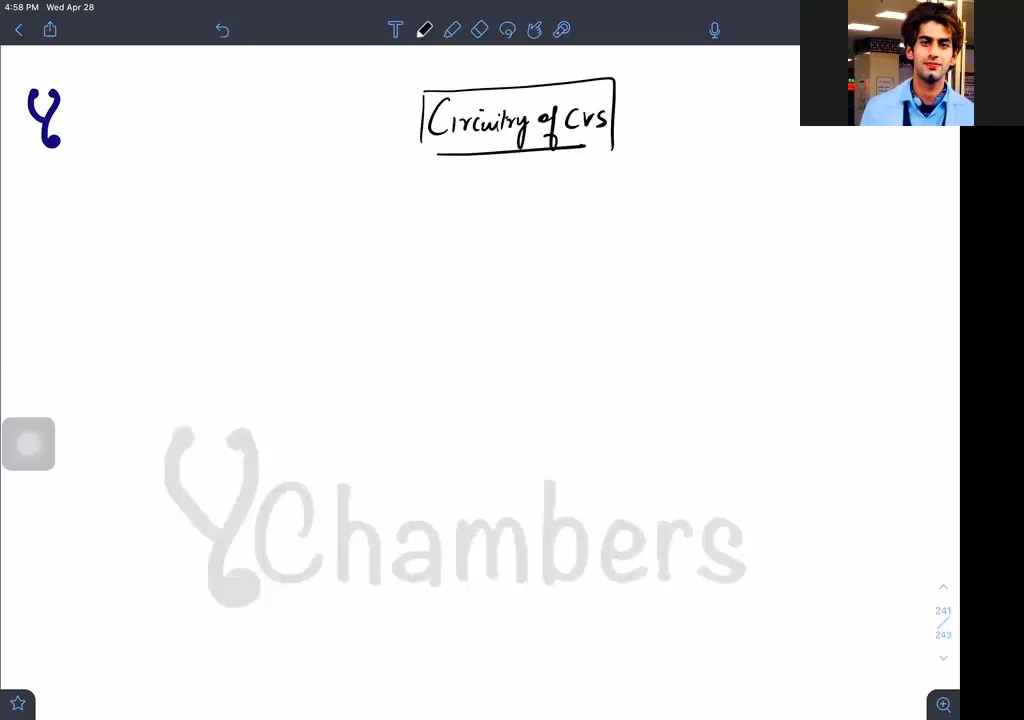 4:58 PM Wed Apr 28
T
Circuitry of CVS
YChambers
241
243